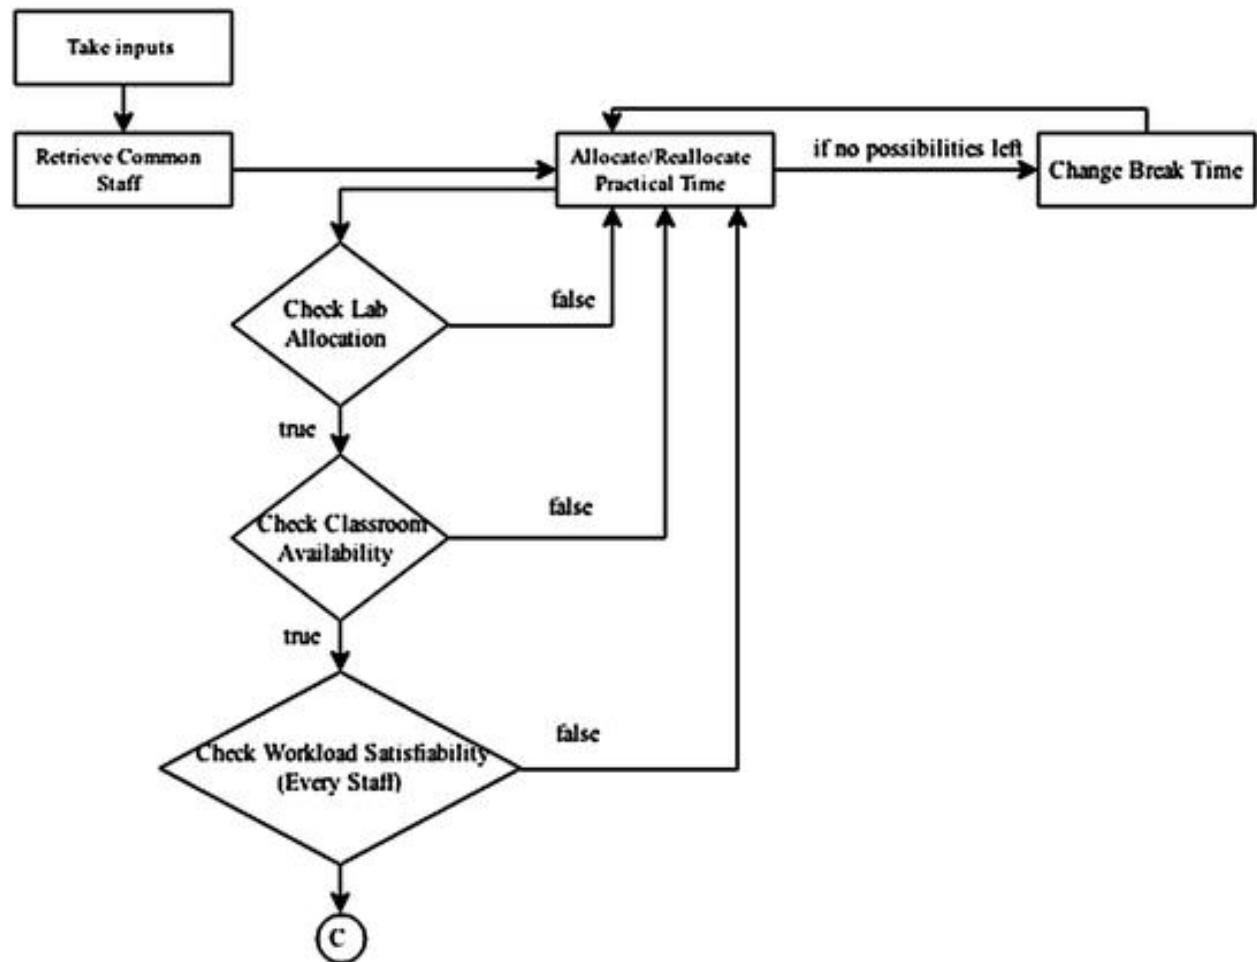 Take inputs
Retrieve Common
Staff
Allocate/Reallocate
Practical Time
if no possibilities left
Change Break Time
Check Lab
Allocation
false
true
Check Classroom
Availability
false
true
Check Workload Satisfiability
(Every Staff)
false
C